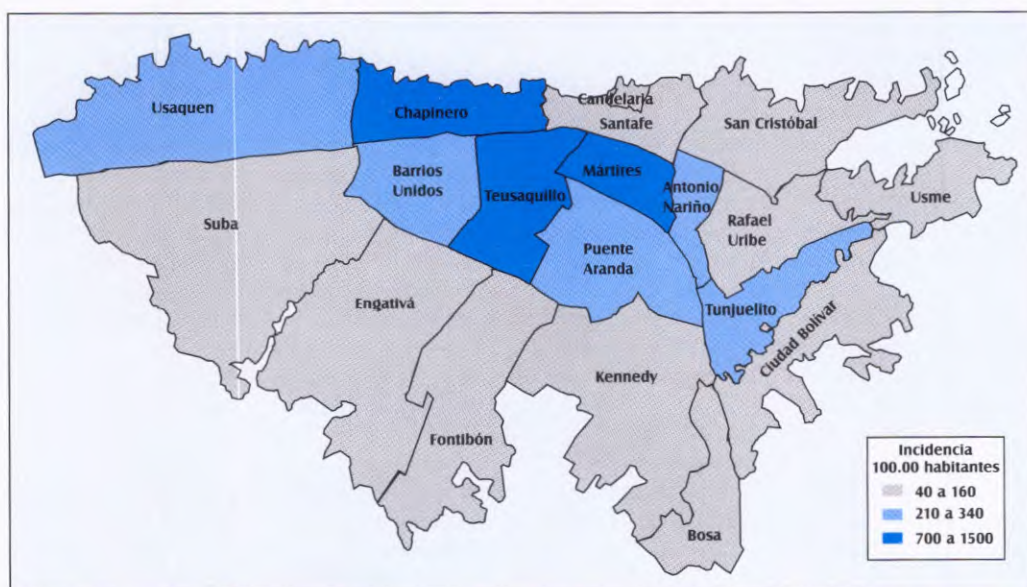 Usaquen
Chapinero
Candelaria
Santafe
San Cristóbal
Barrios
Unidos
Teusaquillo
Mártires
Antonio
Nariño
Rafael
Uribe
Usme
Suba
Puente
Aranda
Engativá
Tunjuelito
Ciudad Bolívar
Kennedy
Fontibón
Bosa
Incidencia
100.00 habitantes
40 a 160
210 a 340
700 a 1500